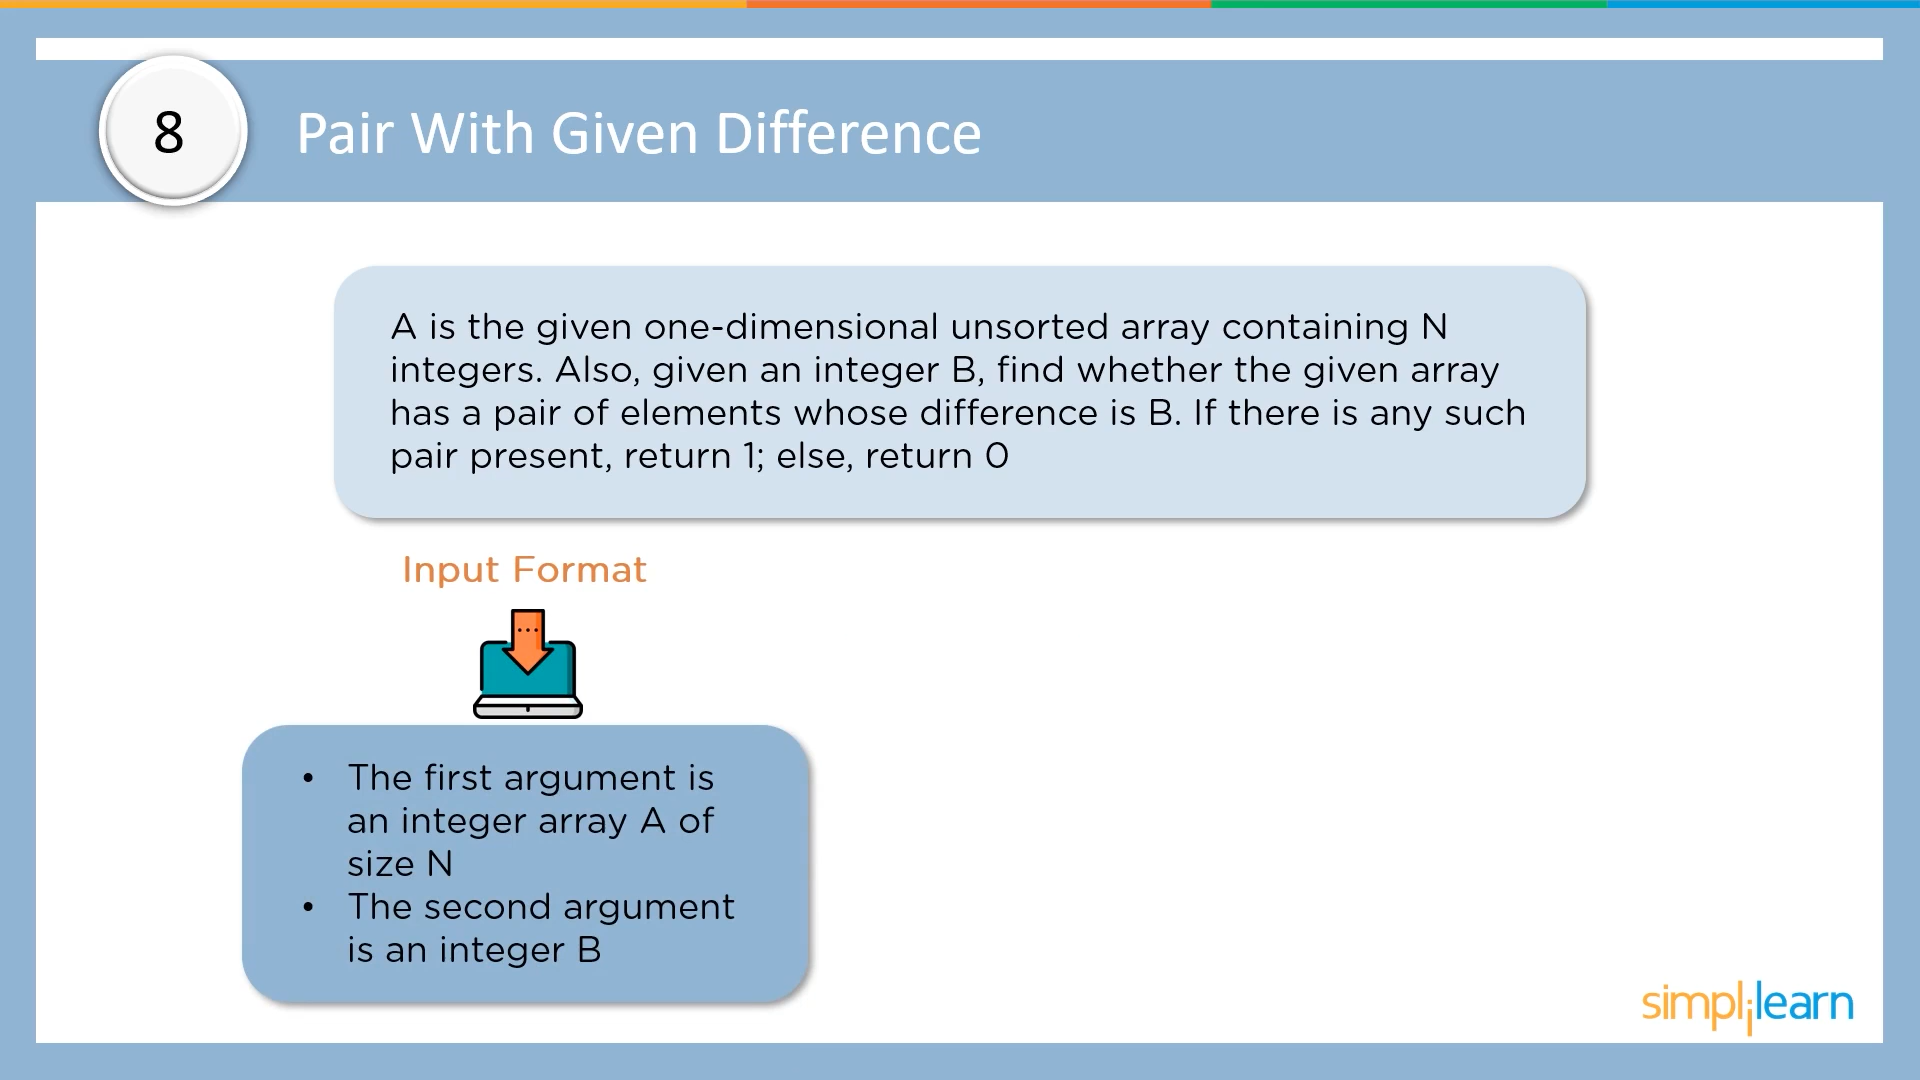 8
Pair With Given Difference
A is the given one-dimensional unsorted array containing N
integers. Also, given an integer B, find whether the given array
has a pair of elements whose difference is B. If there is any such
pair present, return 1; else, return 0
Input Format
• The first argument is
an integer array A of
size N
• The second argument
is an integer B
simplilearn